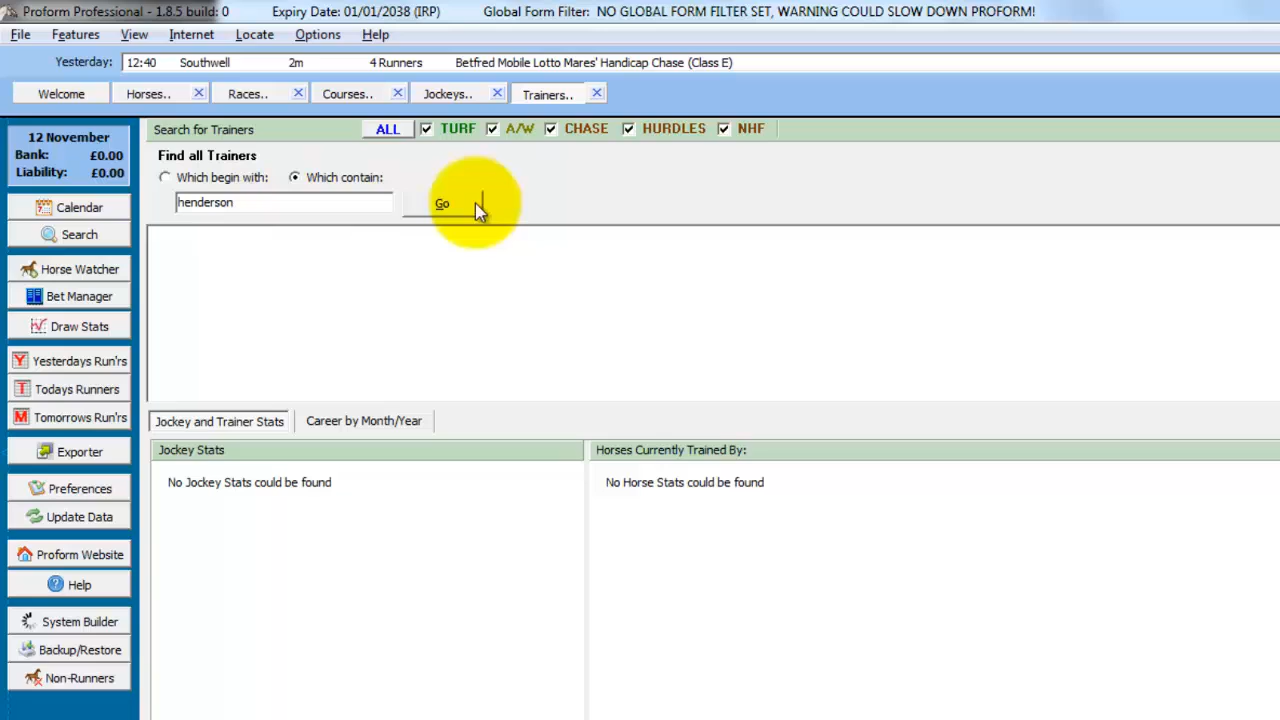 Proform Professional - 1.8.5 build: 0 Expiry Date: 01/01/2038 (IRP) Global Form Filter: NO GLOBAL FORM FILTER SET, WARNING COULD SLOW DOWN PROFORM!
File Features View Internet Locate Options Help
Yesterday: 12:40 Southwell 2m 4 Runners Betfred Mobile Lotto Mares' Handicap Chase (Class E)
Welcome Horses.. Races.. Courses.. Jockeys.. Trainers..
12 November
Bank: £0.00
Liability: £0.00
Calendar
Search
Horse Watcher
Bet Manager
Draw Stats
Yesterdays Run'rs
Todays Runners
Tomorrows Run'rs
Exporter
Preferences
Update Data
Proform Website
Help
System Builder
Backup/Restore
Non-Runners
Search for Trainers ALL TURF A/W CHASE HURDLES NHF
Find all Trainers
Which begin with: Which contain:
henderson Go
Jockey and Trainer Stats Career by Month/Year
Jockey Stats Horses Currently Trained By:
No Jockey Stats could be found No Horse Stats could be found